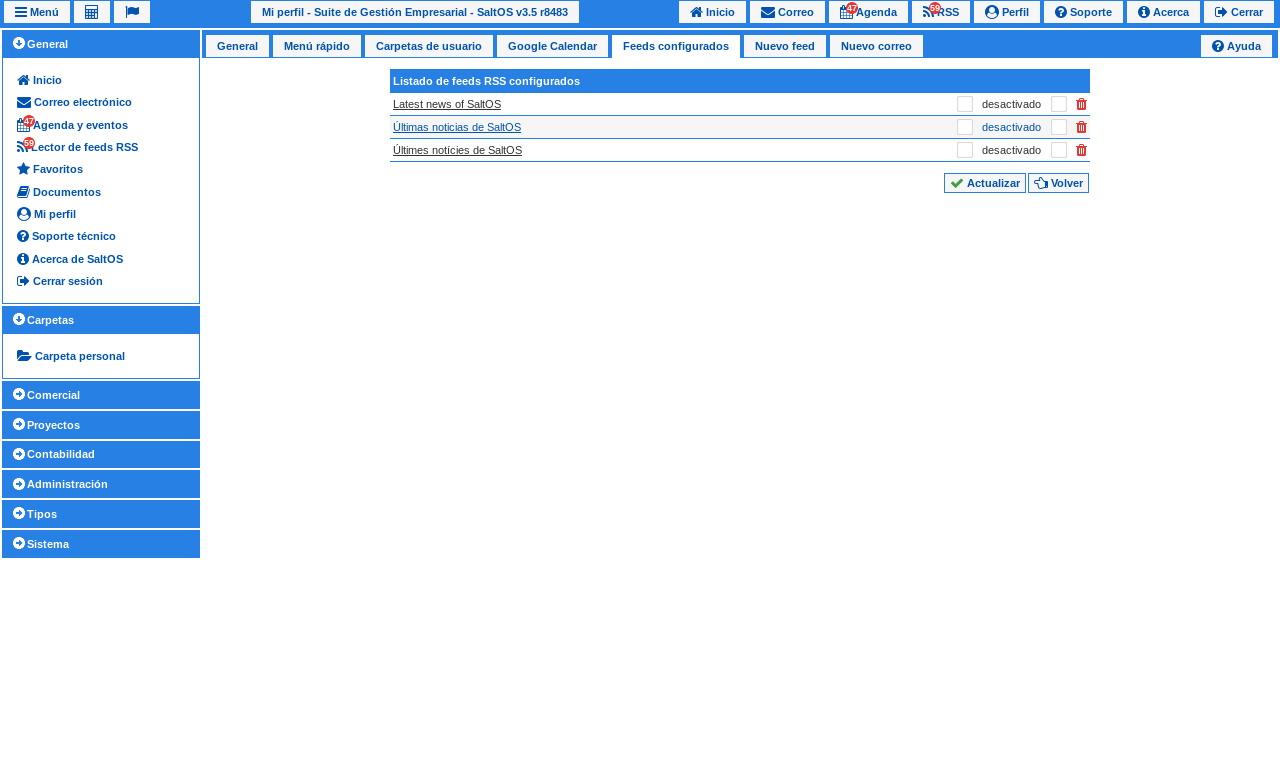 Menú
Mi perfil - Suite de Gestión Empresarial - SaltOS v3.5 r8483
Inicio
Correo
47 Agenda
59 RSS
Perfil
Soporte
Acerca
Cerrar
General
Inicio
Correo electrónico
47 Agenda y eventos
59 Lector de feeds RSS
Favoritos
Documentos
Mi perfil
Soporte técnico
Acerca de SaltOS
Cerrar sesión
Carpetas
Carpeta personal
Comercial
Proyectos
Contabilidad
Administración
Tipos
Sistema
General
Menú rápido
Carpetas de usuario
Google Calendar
Feeds configurados
Nuevo feed
Nuevo correo
Ayuda
Listado de feeds RSS configurados
Latest news of SaltOS desactivado
Últimas noticias de SaltOS desactivado
Últimes notícies de SaltOS desactivado
Actualizar
Volver